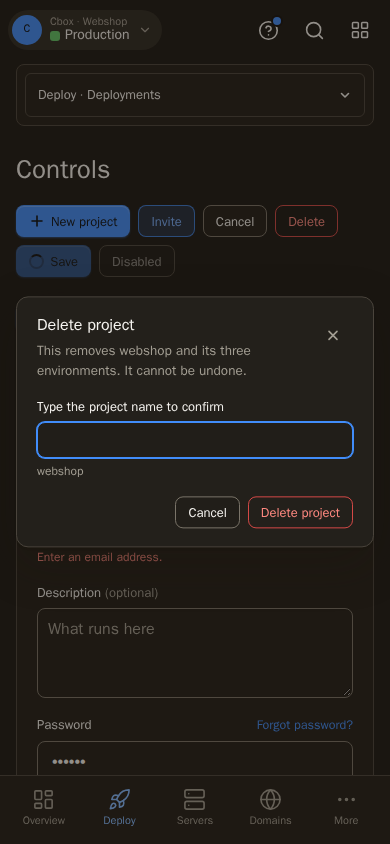 C
Cbox · Webshop
Production
Deploy · Deployments
Controls
New project
Invite
Cancel
Delete
Save
Disabled
Delete project
This removes webshop and its three
environments. It cannot be undone.
Type the project name to confirm
webshop
Cancel
Delete project
Enter an email address.
Description (optional)
What runs here
Password
Forgot password?
••••••
Overview
Deploy
Servers
Domains
More